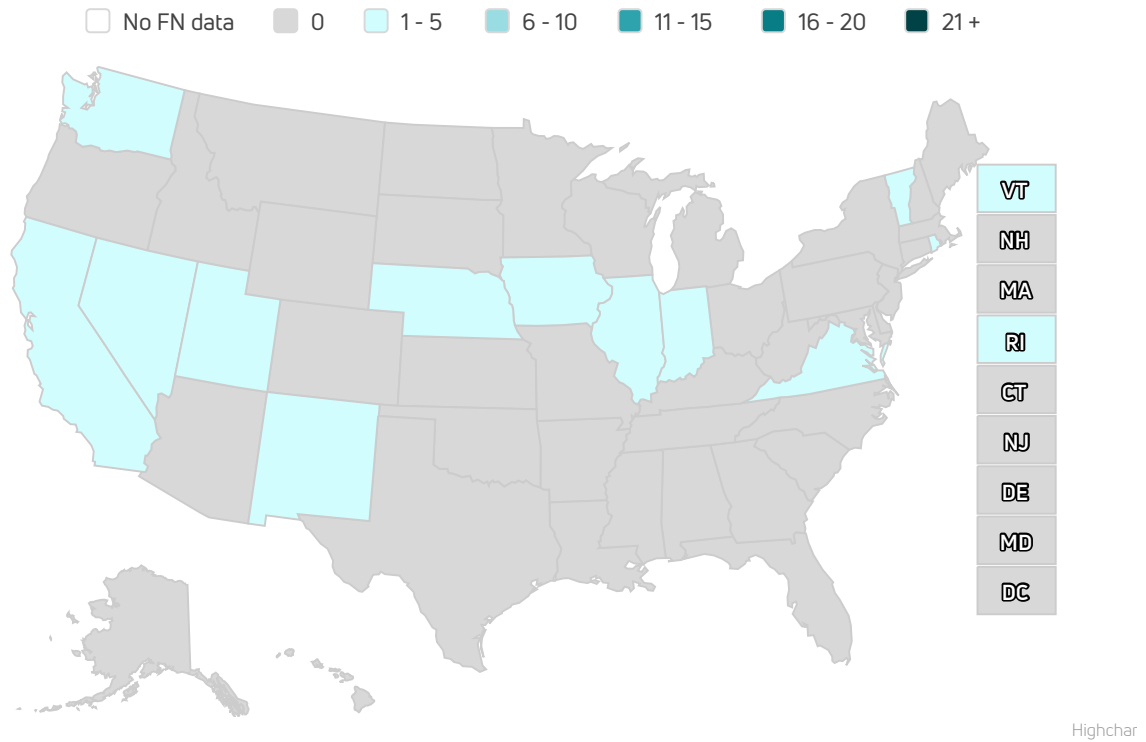 No FN data 0 1 - 5 6 - 10 11 - 15 16 - 20 21 +
VT
NH
MA
RI
CT
NJ
DE
MD
DC
Highchar